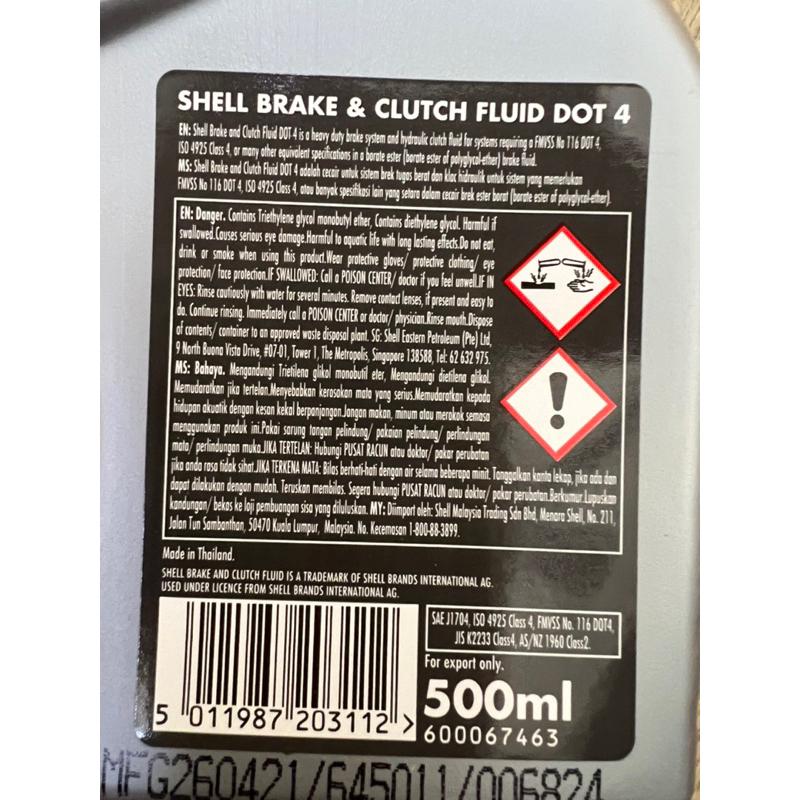 SHELL BRAKE & CLUTCH FLUID DOT 4
EN: Shell Brake and Clutch Fluid DOT 4 is a heavy duty brake system and hydraulic clutch fluid for systems requiring a FMVSS No 116 DOT 4,
ISO 4925 Class 4, or many other equivalent specifications in a borate ester (borate ester of polyglycol-ether) brake fluid.
MS: Shell Brake and Clutch Fluid DOT 4 adalah cecair untuk sistem brek tugas berat dan klac hidraulik untuk sistem yang memerlukan
FMVSS No 116 DOT 4, ISO 4925 Class 4, atau banyak spesifikasi lain yang setara dalam cecair brek ester borat (borate ester of polyglycol-ether).
EN: Danger. Contains Triethylene glycol monobutyl ether, Contains diethylene glycol. Harmful if
swallowed.Causes serious eye damage.Harmful to aquatic life with long lasting effects.Do not eat,
drink or smoke when using this product.Wear protective gloves/ protective clothing/ eye
protection/ face protection.IF SWALLOWED: Call a POISON CENTER/ doctor if you feel unwell.IF IN
EYES: Rinse cautiously with water for several minutes. Remove contact lenses, if present and easy to
do. Continue rinsing. Immediately call a POISON CENTER or doctor/ physician.Rinse mouth.Dispose
of contents/ container to an approved waste disposal plant. SG: Shell Eastern Petroleum (Pte) Ltd,
9 North Buona Vista Drive, #07-01, Tower 1, The Metropolis, Singapore 138588, Tel: 62 632 975.
MS: Bahaya. Mengandungi Trietilena glikol monobutil eter, Mengandungi dietilena glikol.
Memudaratkan jika tertelan.Menyebabkan kerosakan mata yang serius.Memudaratkan kepada
hidupan akuatik dengan kesan kekal berpanjangan.Jangan makan, minum atau merokok semasa
menggunakan produk ini.Pakai sarung tangan pelindung/ pakaian pelindung/ perlindungan
mata/ perlindungan muka.JIKA TERTELAN: Hubungi PUSAT RACUN atau doktor/ pakar perubatan
jika anda rasa tidak sihat.JIKA TERKENA MATA: Bilas berhati-hati dengan air selama beberapa minit. Tanggalkan kanta lekap, jika ada dan
dapat dilakukan dengan mudah. Teruskan membilas. Segera hubungi PUSAT RACUN atau doktor/ pakar perubatan.Berkumur.Lupuskan
kandungan/ bekas ke loji pembuangan sisa yang diluluskan. MY: Diimport oleh: Shell Malaysia Trading Sdn Bhd, Menara Shell, No. 211,
Jalan Tun Sambanthan, 50470 Kuala Lumpur, Malaysia. No. Kecemasan 1-800-88-3899.
Made in Thailand.
SHELL BRAKE AND CLUTCH FLUID IS A TRADEMARK OF SHELL BRANDS INTERNATIONAL AG.
USED UNDER LICENCE FROM SHELL BRANDS INTERNATIONAL AG.
SAE J1704, ISO 4925 Class 4, FMVSS No. 116 DOT4,
JIS K2233 Class4, AS/NZ 1960 Class2.
For export only.
500ml
600067463
5 011987 203112 >
MFG260421/645011/006824